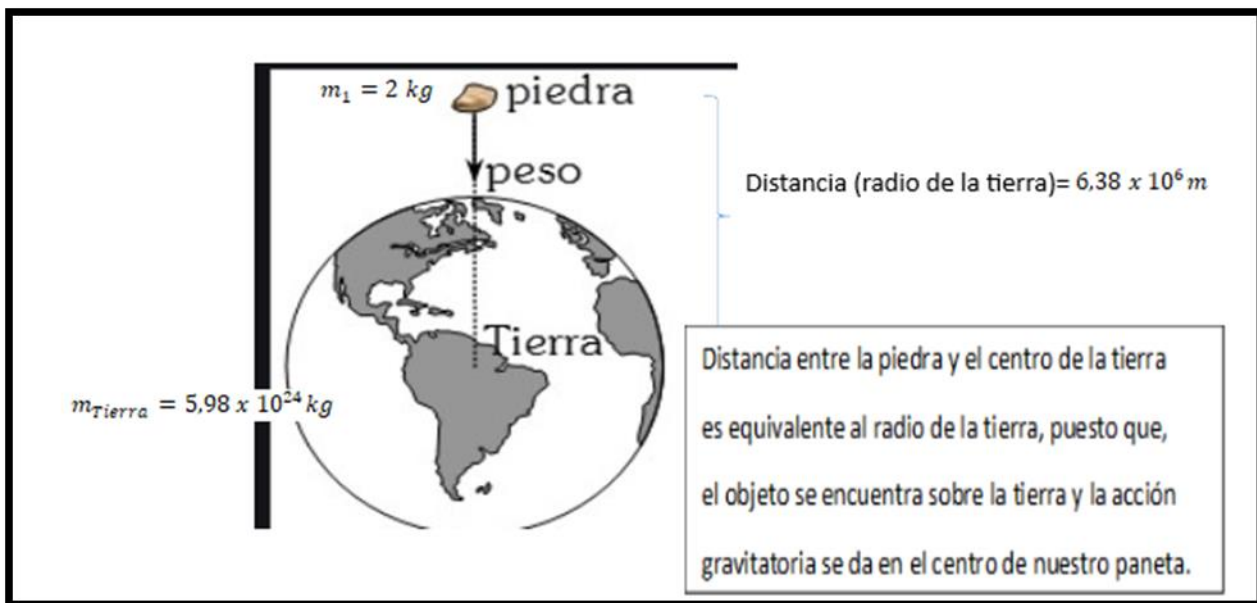 m₁ = 2 kg
piedra
peso
Distancia (radio de la tierra)= 6,38 x 10⁶ m
Tierra
m_Tierra = 5,98 x 10²⁴ kg
Distancia entre la piedra y el centro de la tierra
es equivalente al radio de la tierra, puesto que,
el objeto se encuentra sobre la tierra y la acción
gravitatoria se da en el centro de nuestro paneta.